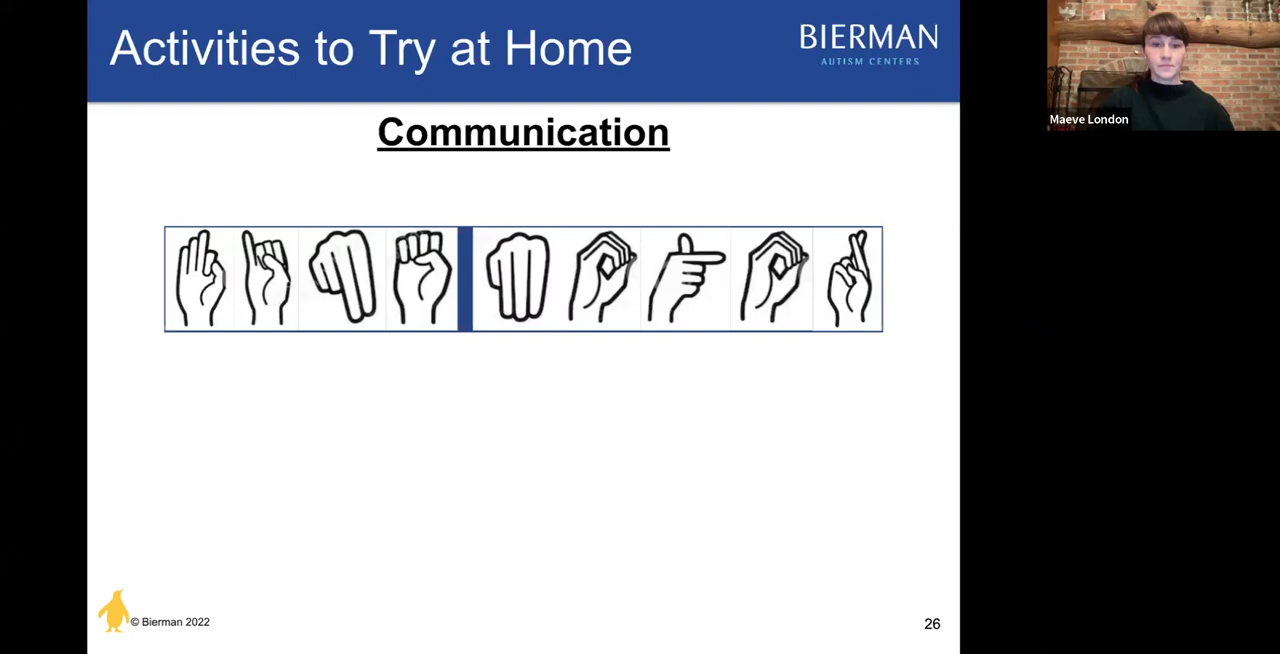 Activities to Try at Home
BIERMAN
AUTISM CENTERS
Maeve London
Communication
© Bierman 2022
26